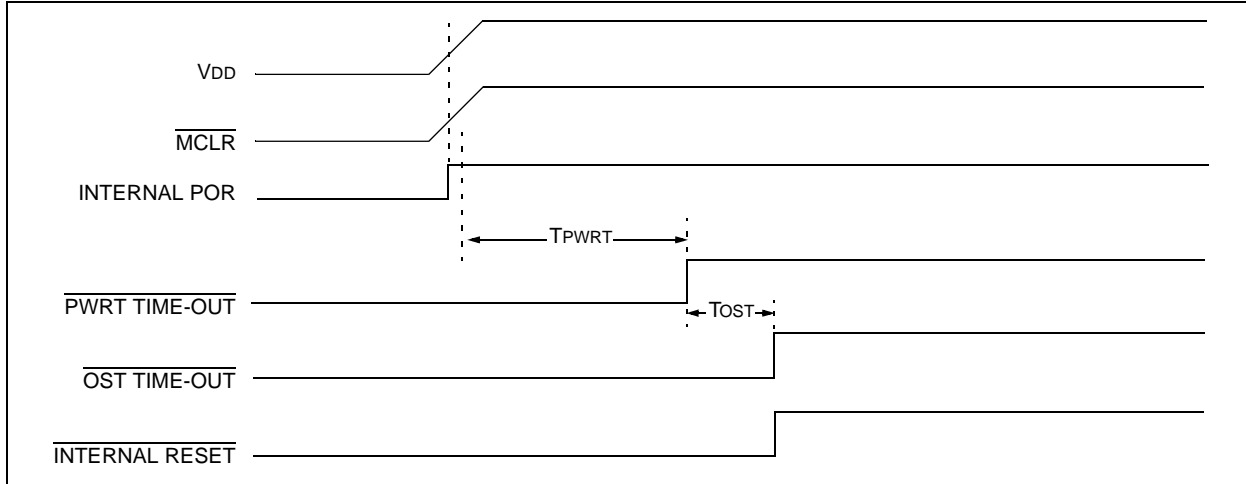 VDD
MCLR
INTERNAL POR
TPWRT
PWRT TIME-OUT
TOST
OST TIME-OUT
INTERNAL RESET